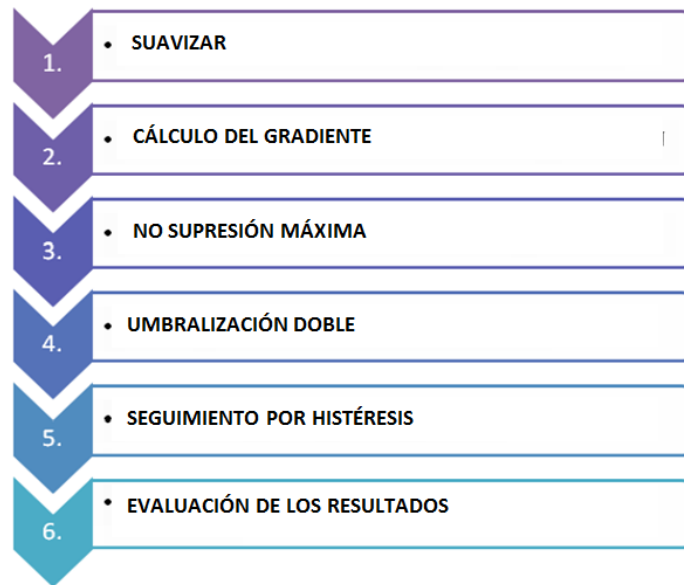 1. • SUAVIZAR
2. • CÁLCULO DEL GRADIENTE
3. • NO SUPRESIÓN MÁXIMA
4. • UMBRALIZACIÓN DOBLE
5. • SEGUIMIENTO POR HISTÉRESIS
6. • EVALUACIÓN DE LOS RESULTADOS